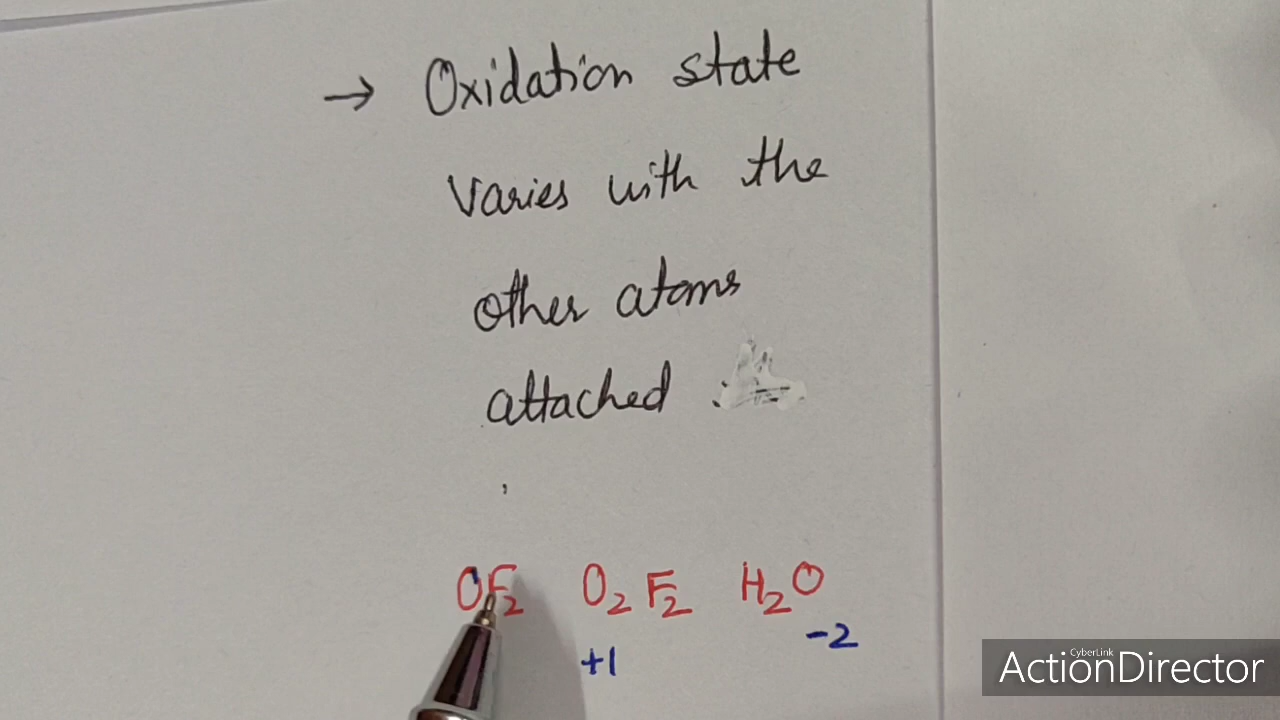 → Oxidation state
varies with the
other atoms
attached :
OF₂ O₂F₂ H₂O
+1 -2
CyberLink
ActionDirector